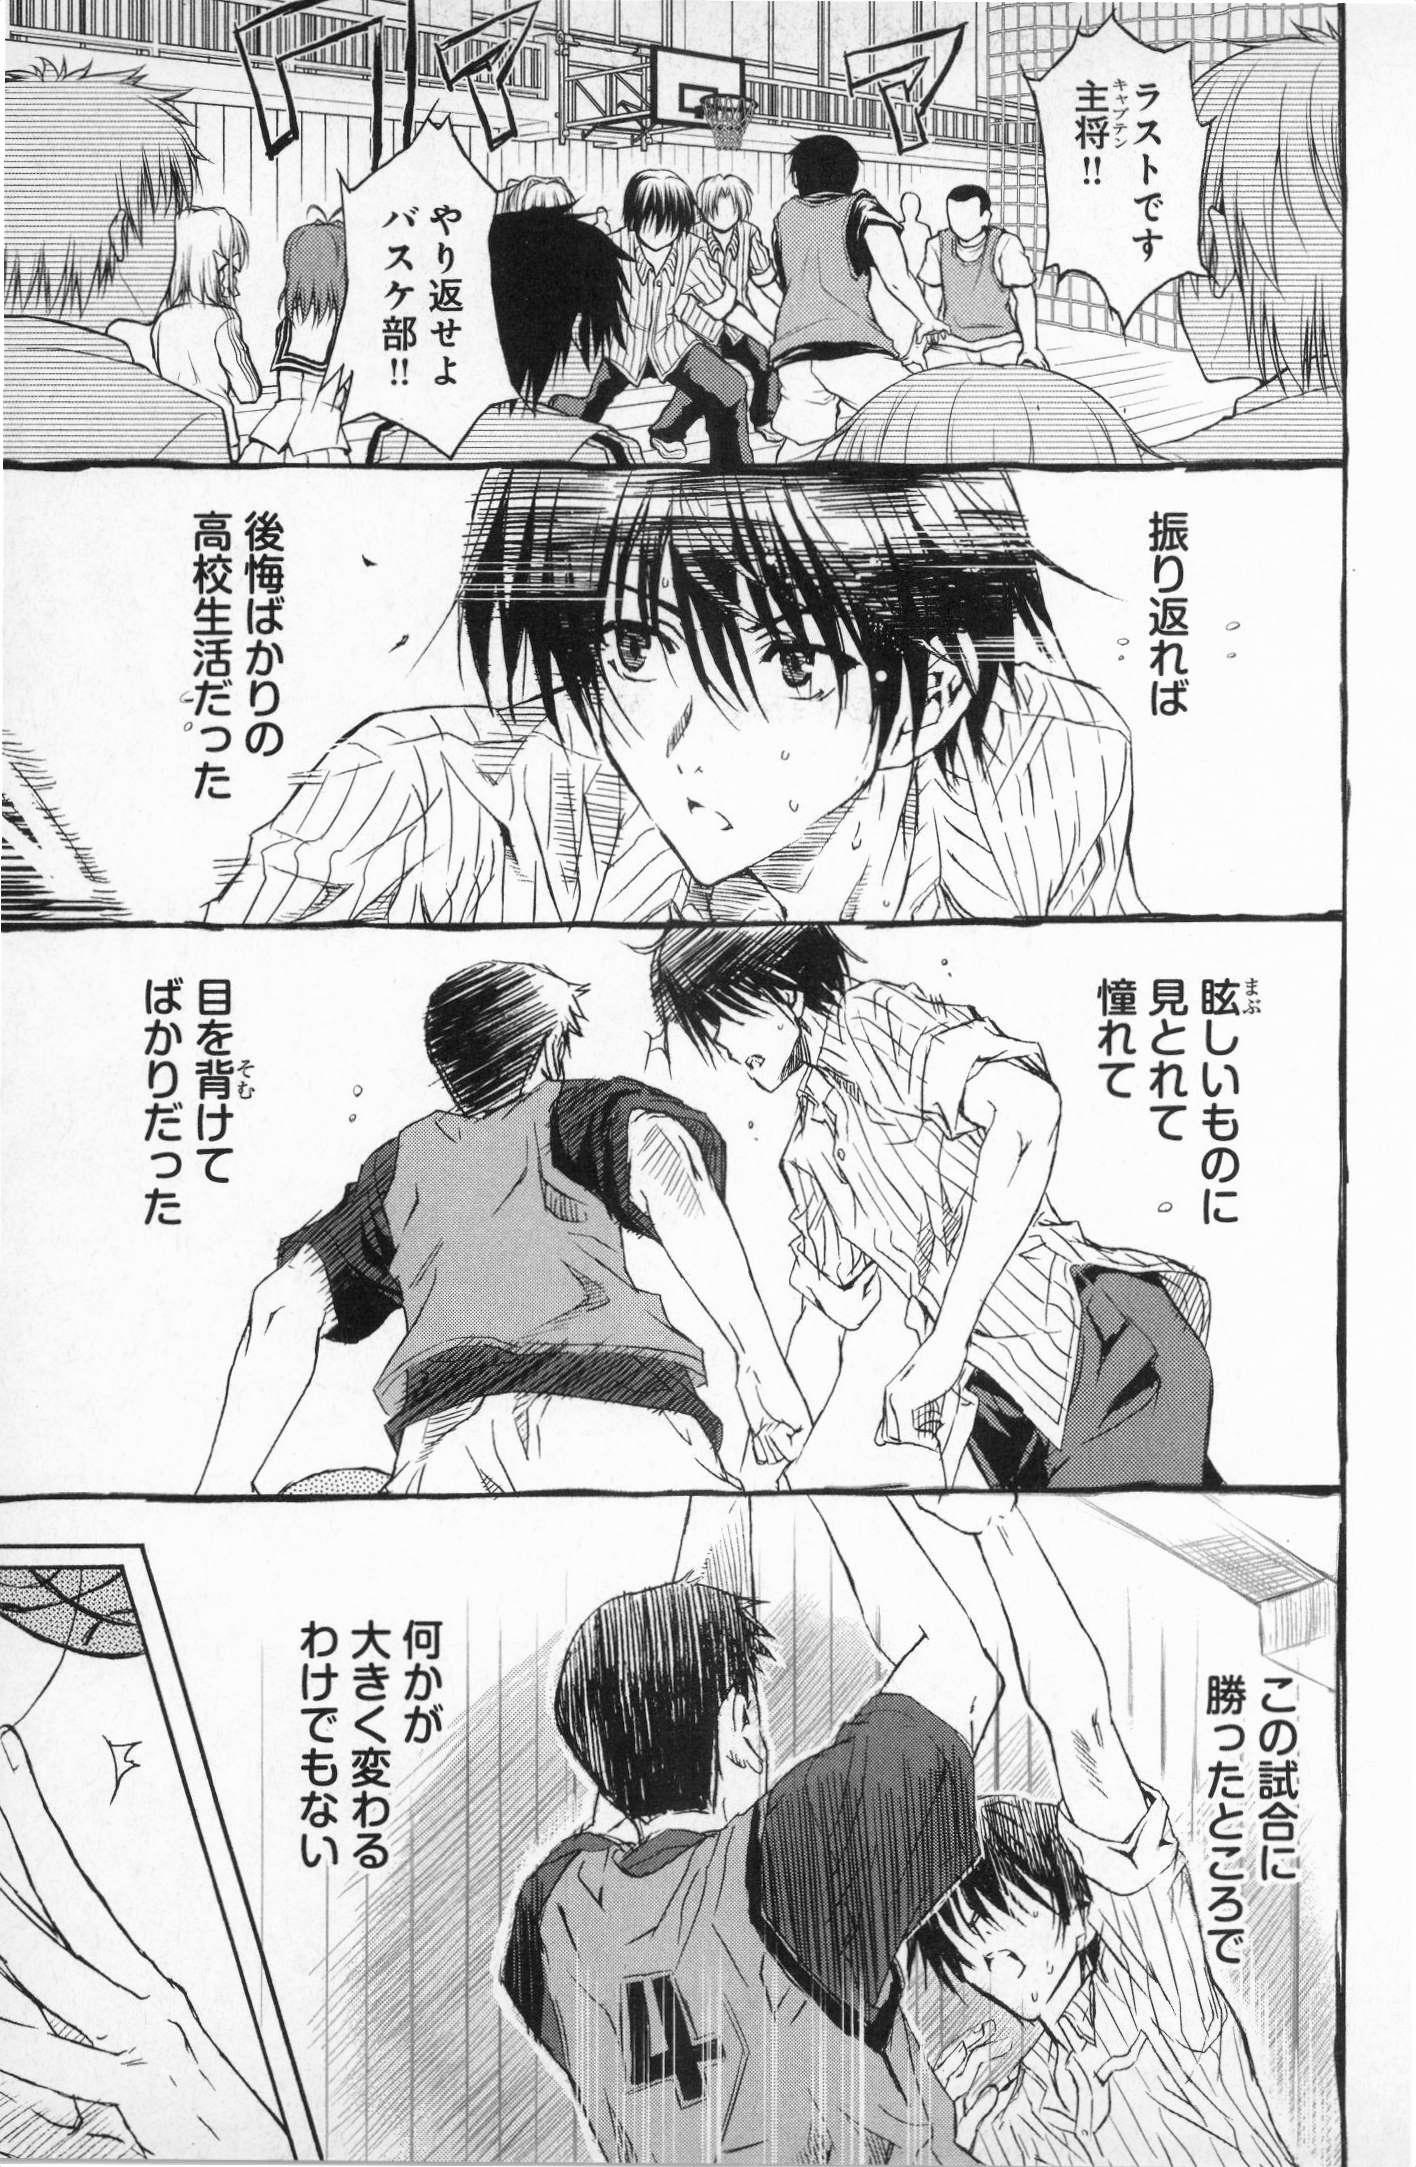 ラストです
主将!!
キャプテン
ワアァ
やり返せよ
バスケ部!!
振り返れば
後悔ばかりの
高校生活だった
眩しいものに
まぶ
見とれて
憧れて
目を背けて
そむ
ばかりだった
この試合に
勝ったところで
何かが
大きく変わる
わけでもない
4